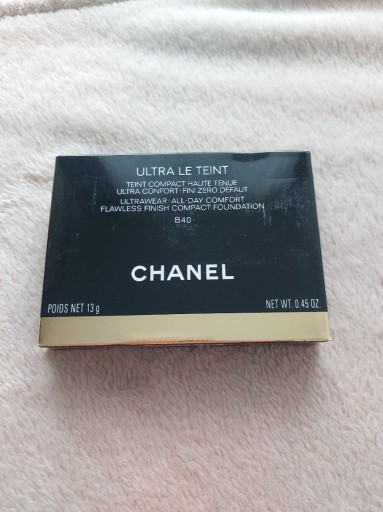 ULTRA LE TEINT
TEINT COMPACT HAUTE TENUE
ULTRA CONFORT · FINI ZÉRO DÉFAUT
ULTRAWEAR · ALL-DAY COMFORT
FLAWLESS FINISH COMPACT FOUNDATION
B40
CHANEL
POIDS NET 13 g NET WT. 0.45 OZ.